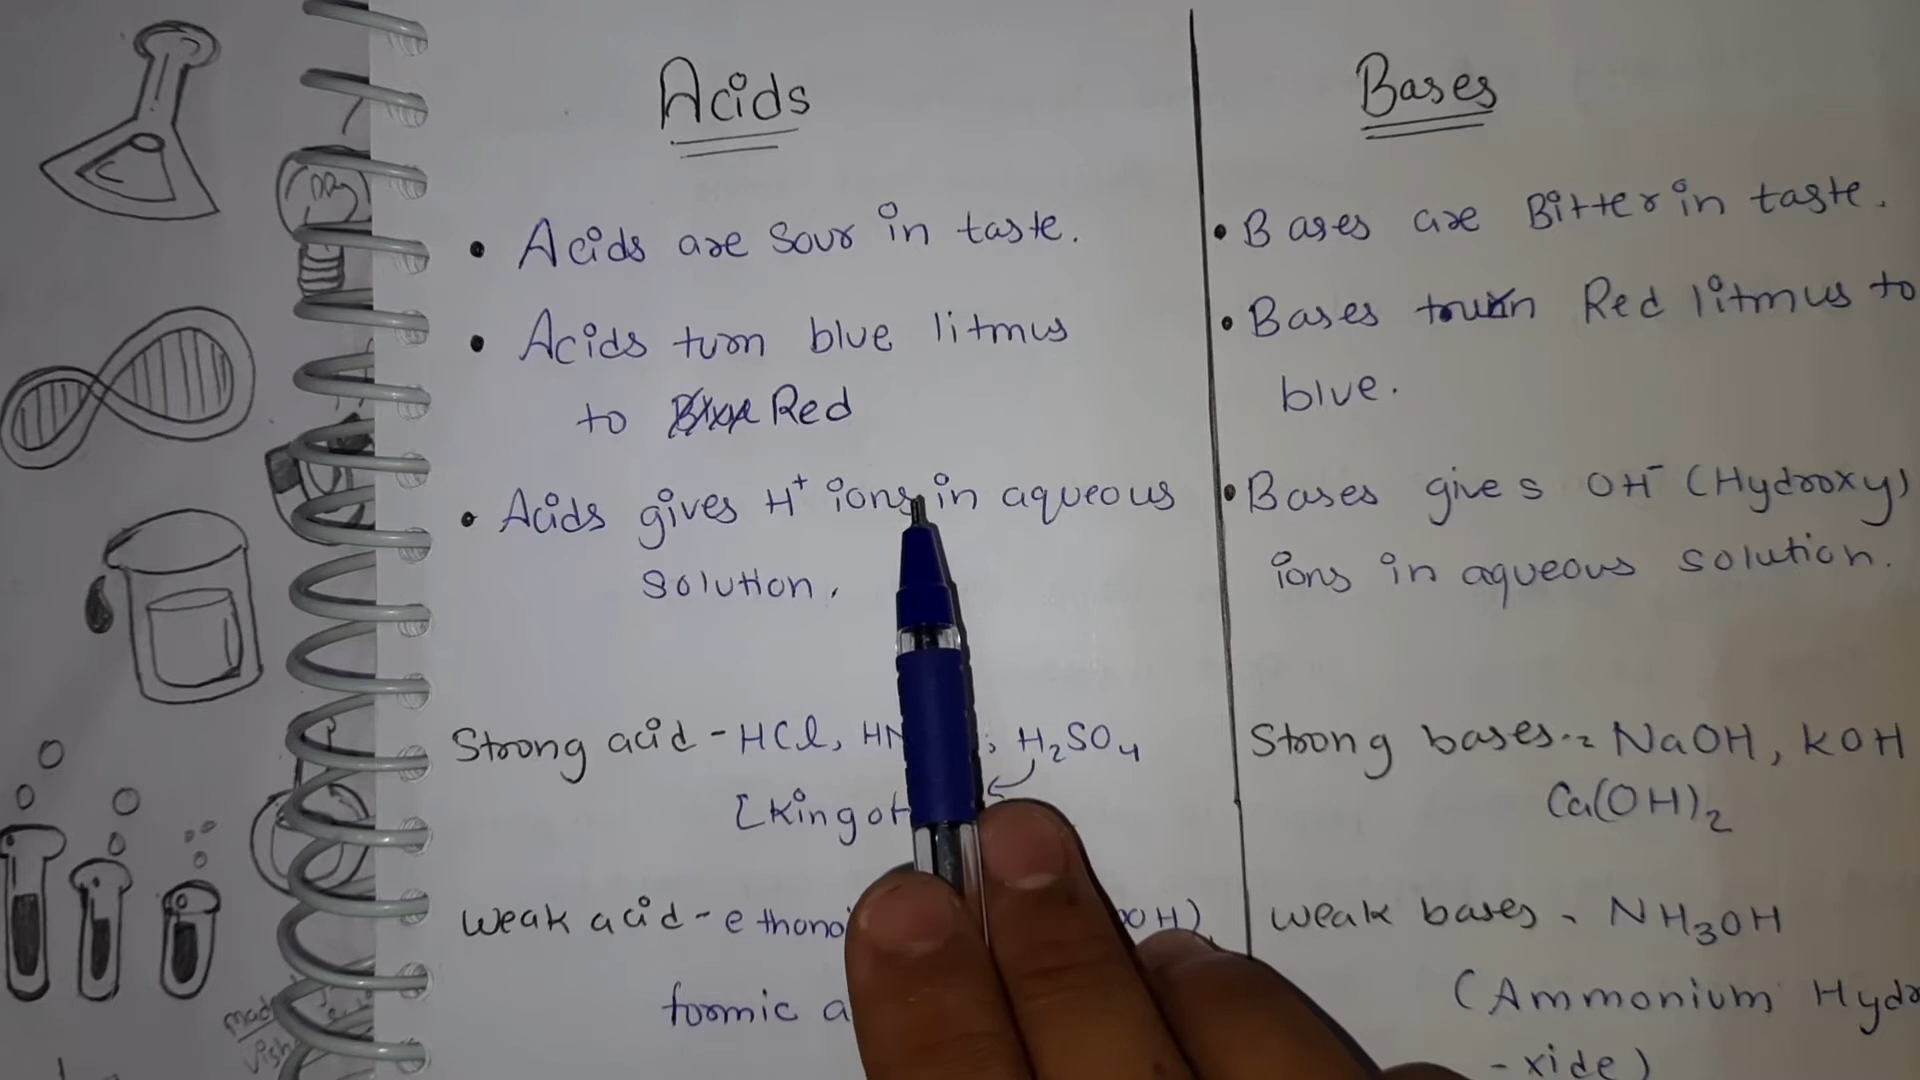 Acids
• Acids are Sour in taste.
• Acids turn blue litmus
to Red
• Acids gives H⁺ ions in aqueous
solution.
Strong acid - HCl, H₂SO₄
[King of
Weak acid - 
formic
Bases
• Bases are Bitter in taste.
• Bases turn Red litmus to
blue.
• Bases gives OH⁻ (Hydroxy)
ions in aqueous solution.
Strong bases - NaOH, KOH
Ca(OH)₂
Weak bases - NH₃OH
(Ammonium Hydro
-xide)